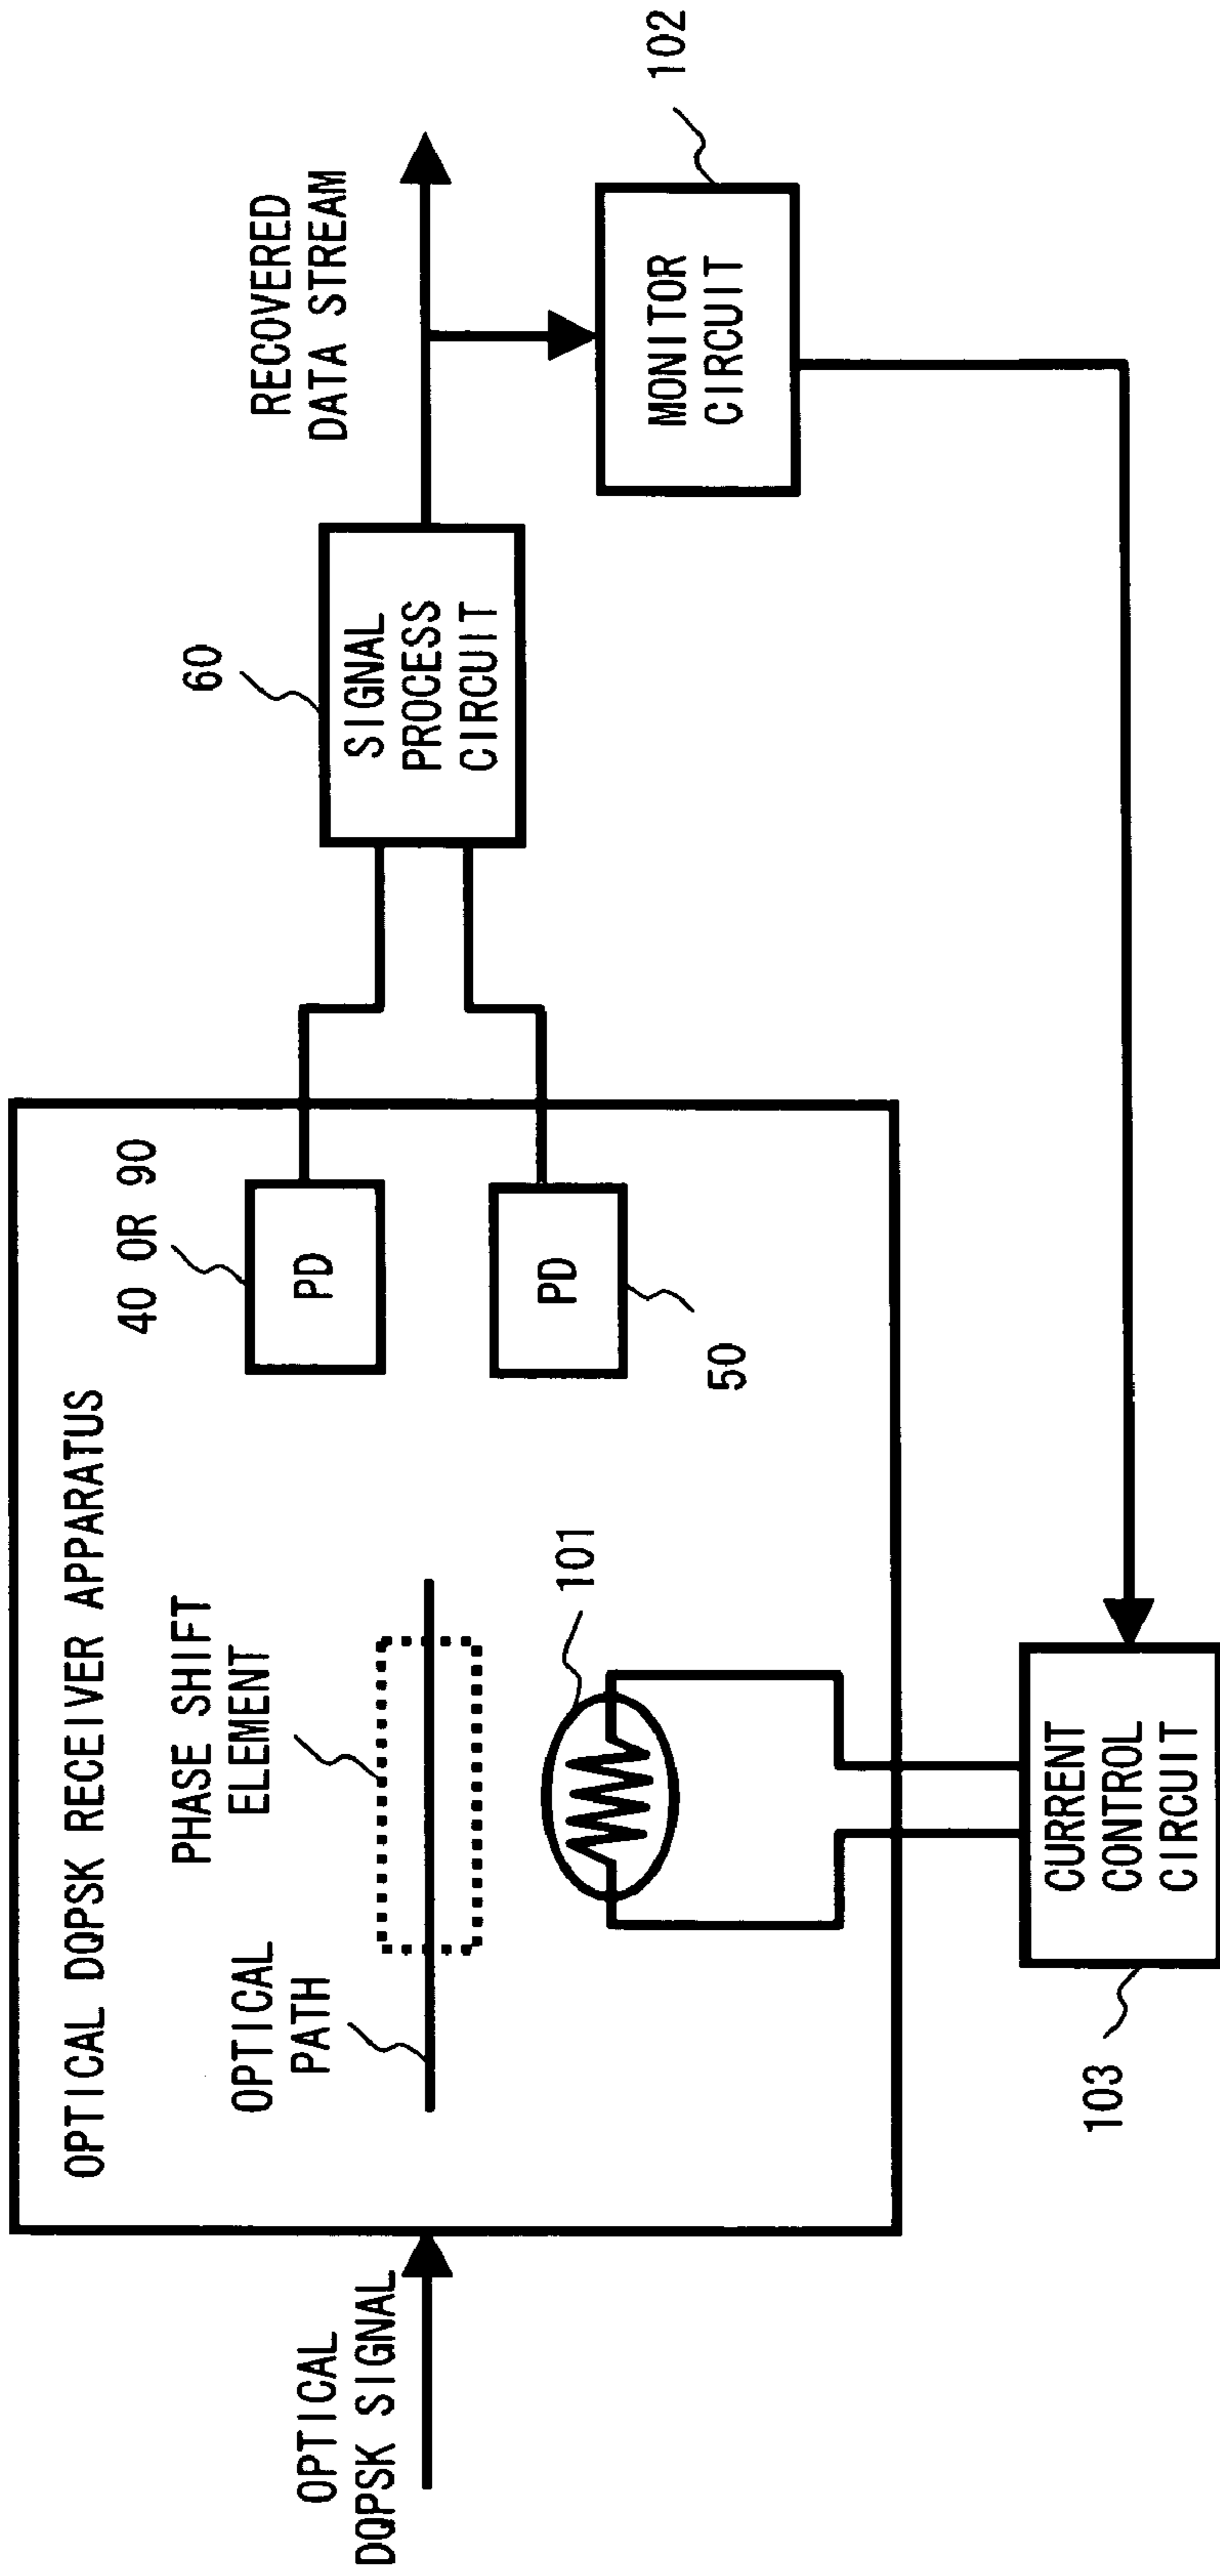 OPTICAL DQPSK RECEIVER APPARATUS
OPTICAL
DQPSK SIGNAL
OPTICAL
PATH
PHASE SHIFT
ELEMENT
101
40 OR 90
PD
PD
50
60
SIGNAL
PROCESS
CIRCUIT
RECOVERED
DATA STREAM
MONITOR
CIRCUIT
102
CURRENT
CONTROL
CIRCUIT
103